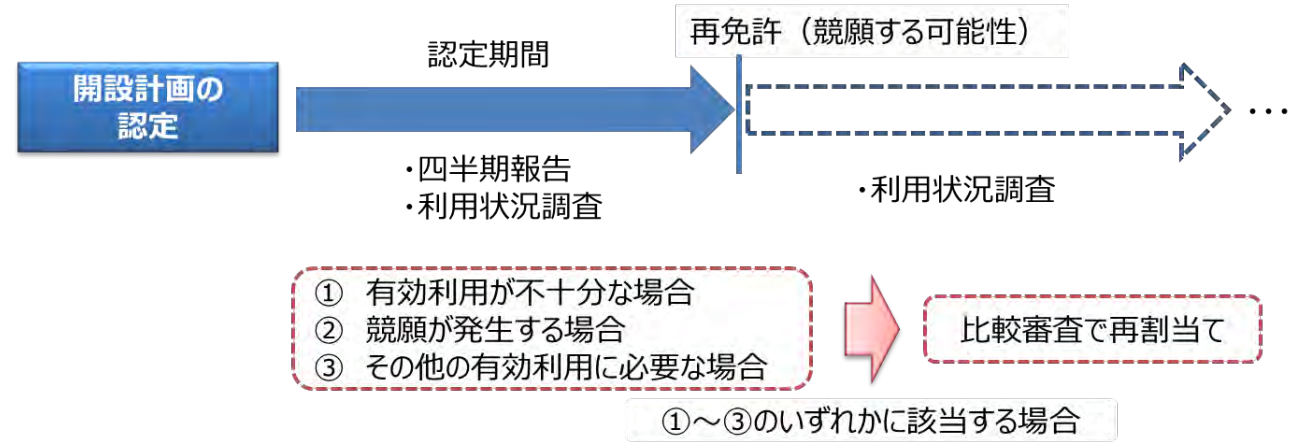 再免許（競願する可能性）
認定期間
開設計画の
認定
…
・四半期報告
・利用状況調査
・利用状況調査
① 有効利用が不十分な場合
② 競願が発生する場合
③ その他の有効利用に必要な場合
比較審査で再割当て
①～③のいずれかに該当する場合